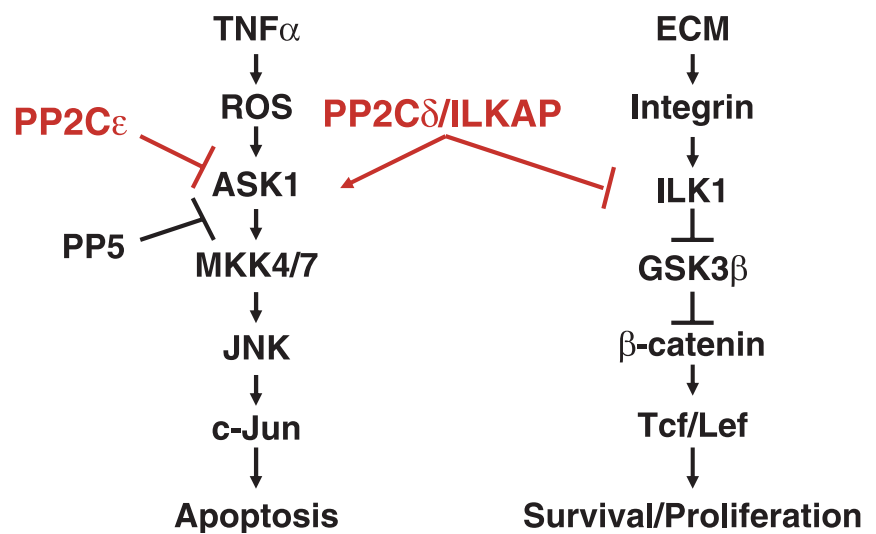 TNFα
ROS
PP2Cε
ASK1
PP5
MKK4/7
JNK
c-Jun
Apoptosis
PP2Cδ/ILKAP
ECM
Integrin
ILK1
GSK3β
β-catenin
Tcf/Lef
Survival/Proliferation